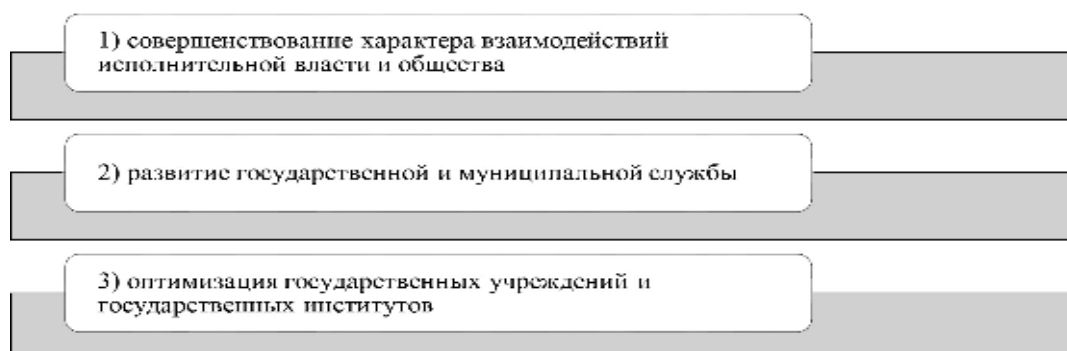 1) совершенствование характера взаимодействий
исполнительной власти и общества
2) развитие государственной и муниципальной службы
3) оптимизация государственных учреждений и
государственных институтов